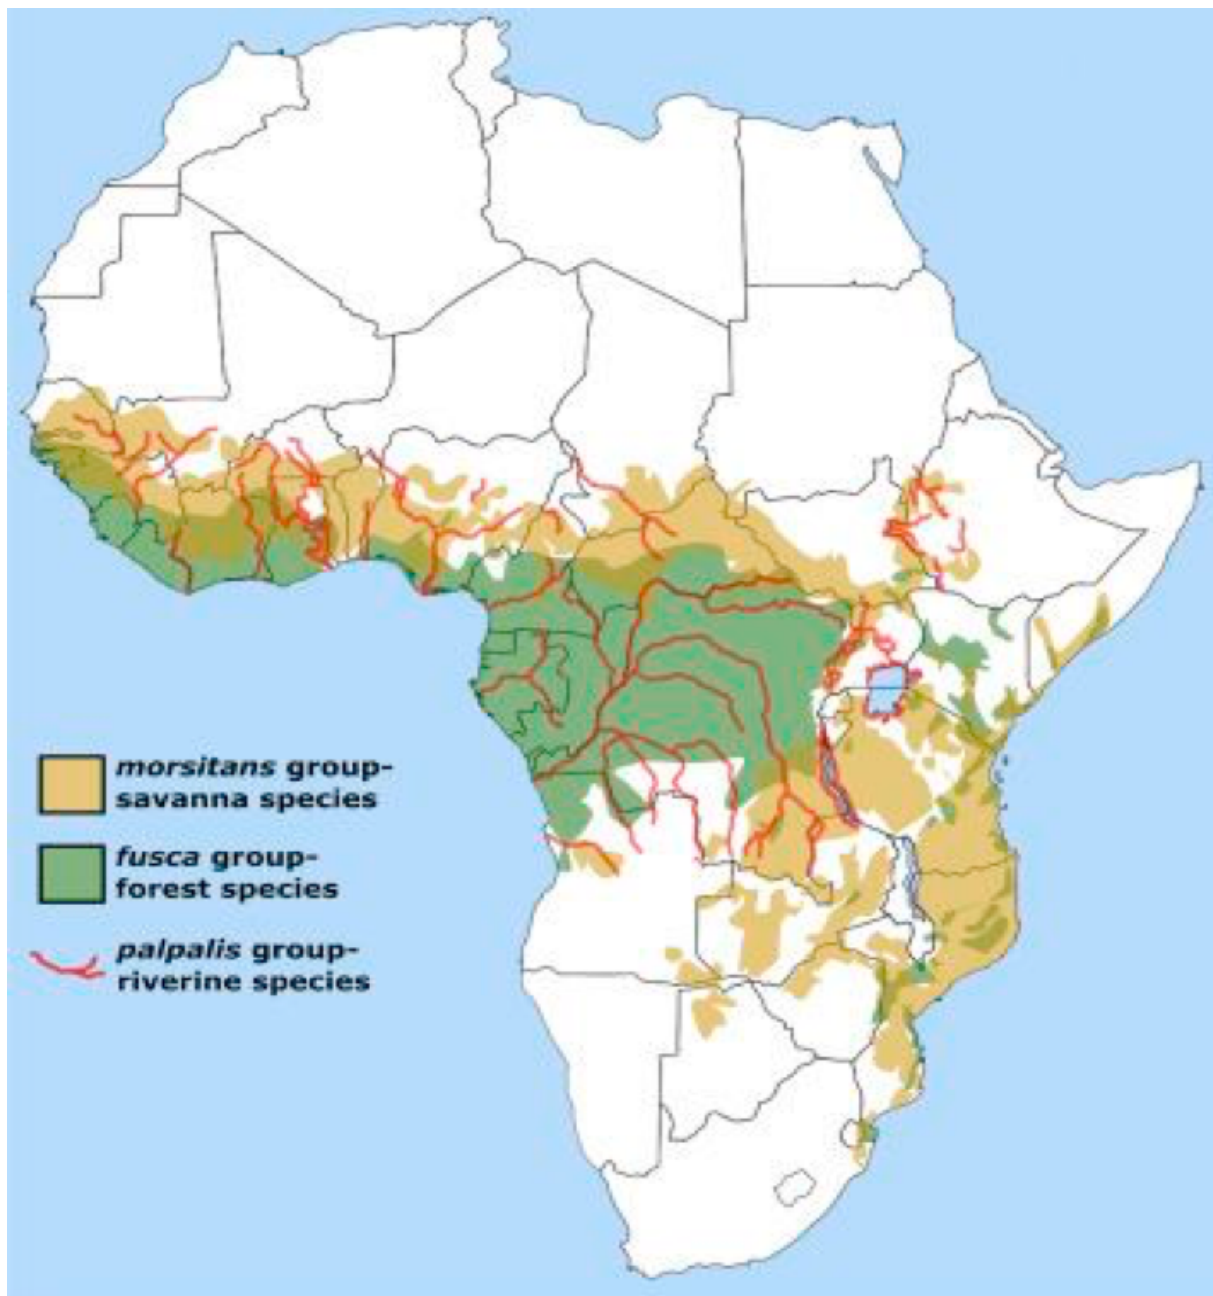 morsitans group-
savanna species
fusca group-
forest species
palpalis group-
riverine species